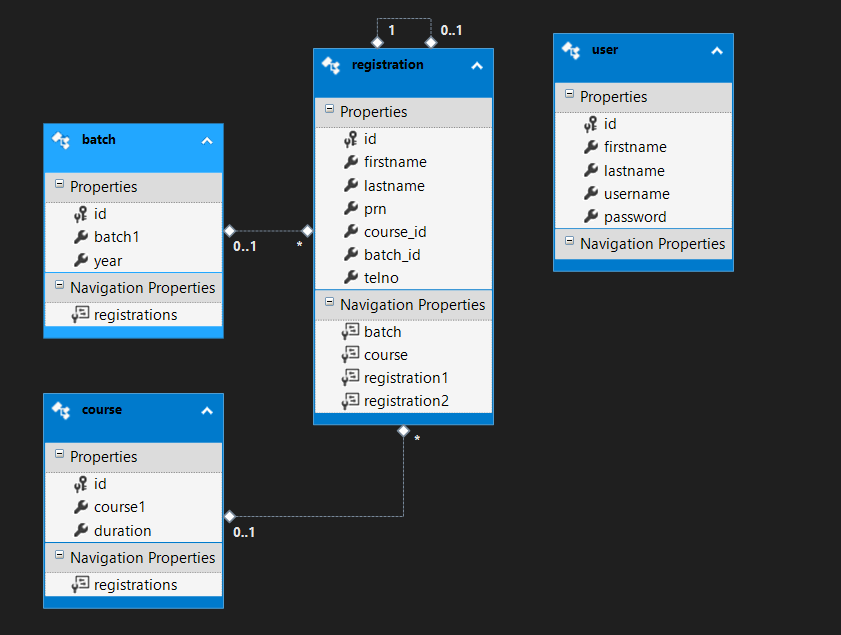 1
0..1
registration
Properties
id
firstname
lastname
prn
course_id
batch_id
telno
Navigation Properties
batch
course
registration1
registration2
user
Properties
id
firstname
lastname
username
password
Navigation Properties
batch
Properties
id
batch1
year
Navigation Properties
registrations
0..1
*
course
Properties
id
course1
duration
Navigation Properties
registrations
*
0..1